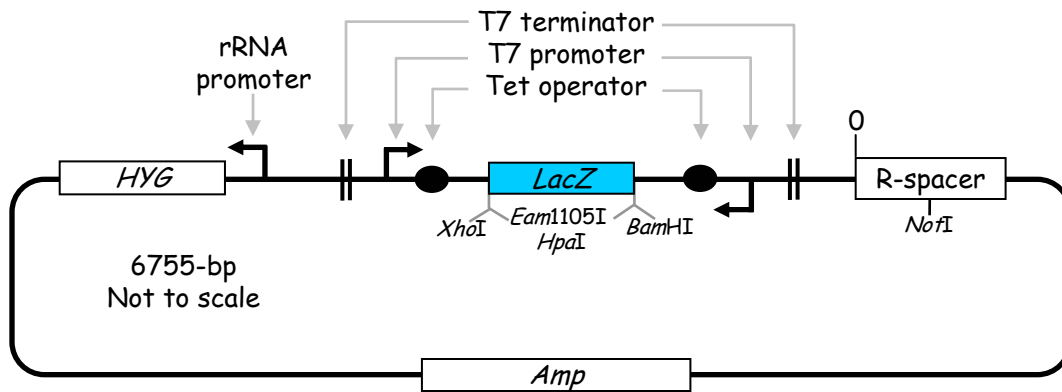 T7 terminator
T7 promoter
Tet operator
rRNA
promoter
0
HYG
LacZ
R-spacer
XhoI
Eam1105I
HpaI
BamHI
NotI
6755-bp
Not to scale
Amp